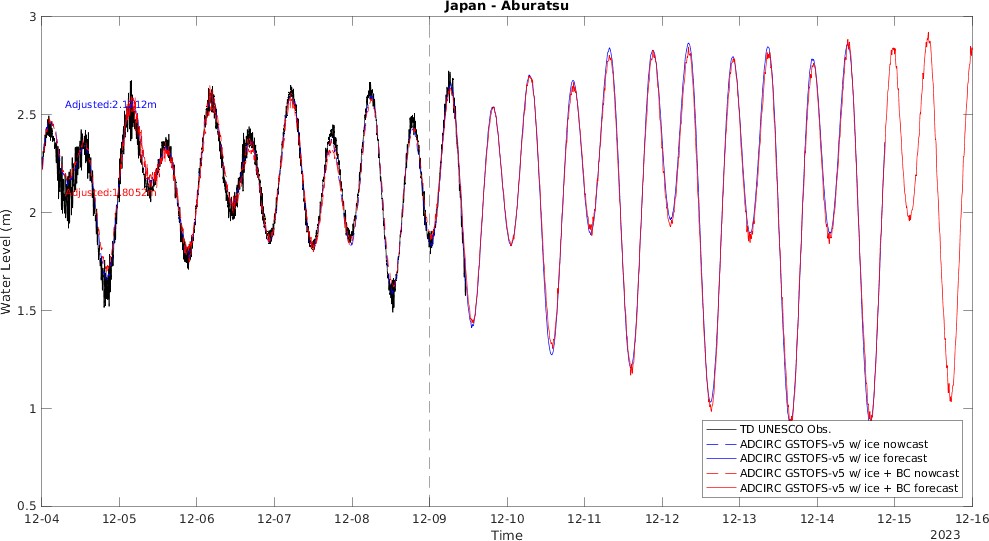 Japan - Aburatsu
Water Level (m)
3
2.5
2
1.5
1
0.5
Adjusted:2.1212m
TD UNESCO Obs.
ADCIRC GSTOFS-v5 w/ ice nowcast
ADCIRC GSTOFS-v5 w/ ice forecast
ADCIRC GSTOFS-v5 w/ ice + BC nowcast
ADCIRC GSTOFS-v5 w/ ice + BC forecast
12-04 12-05 12-06 12-07 12-08 12-09 12-10 12-11 12-12 12-13 12-14 12-15 12-16
Time
2023